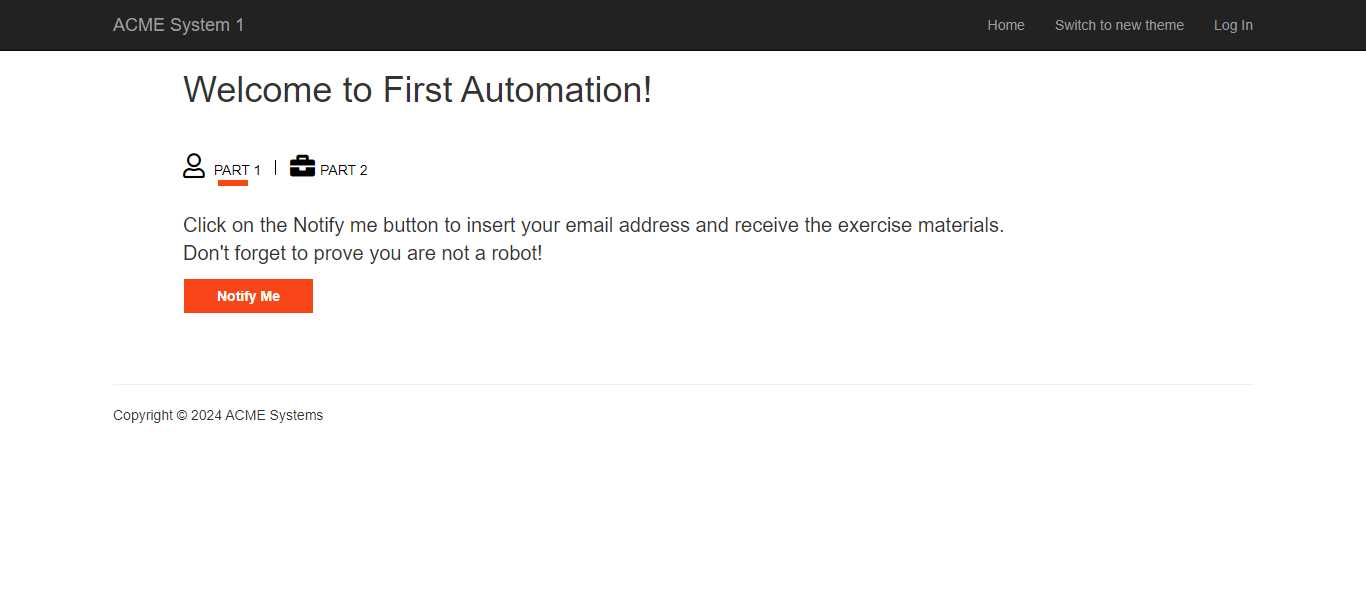 ACME System 1 Home Switch to new theme Log In
Welcome to First Automation!
PART 1 | PART 2
Click on the Notify me button to insert your email address and receive the exercise materials.
Don't forget to prove you are not a robot!
Notify Me
Copyright © 2024 ACME Systems